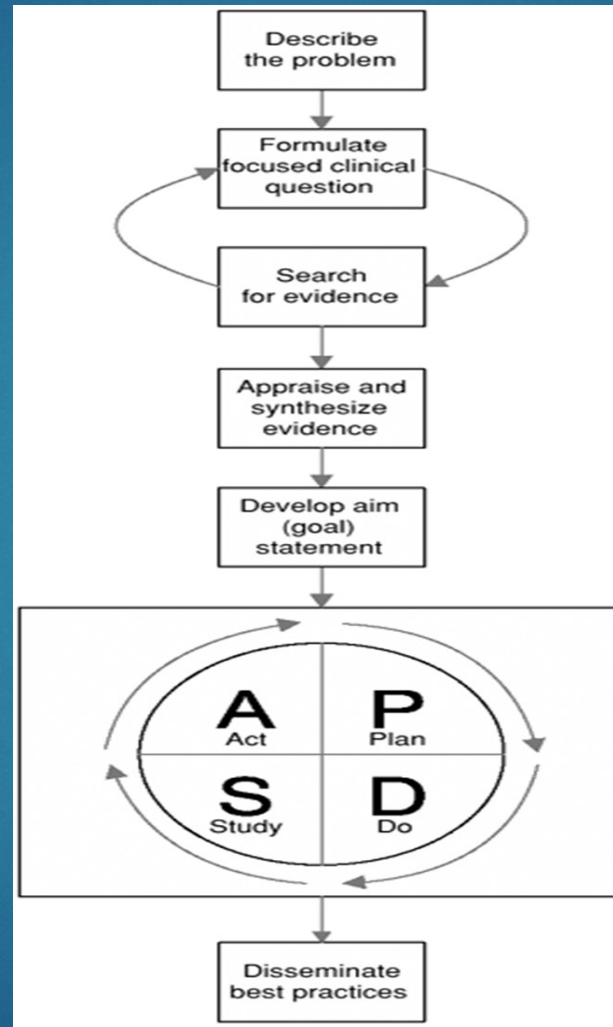 Describe
the problem
Formulate
focused clinical
question
Search
for evidence
Appraise and
synthesize
evidence
Develop aim
(goal)
statement
A
Act
P
Plan
S
Study
D
Do
Disseminate
best practices